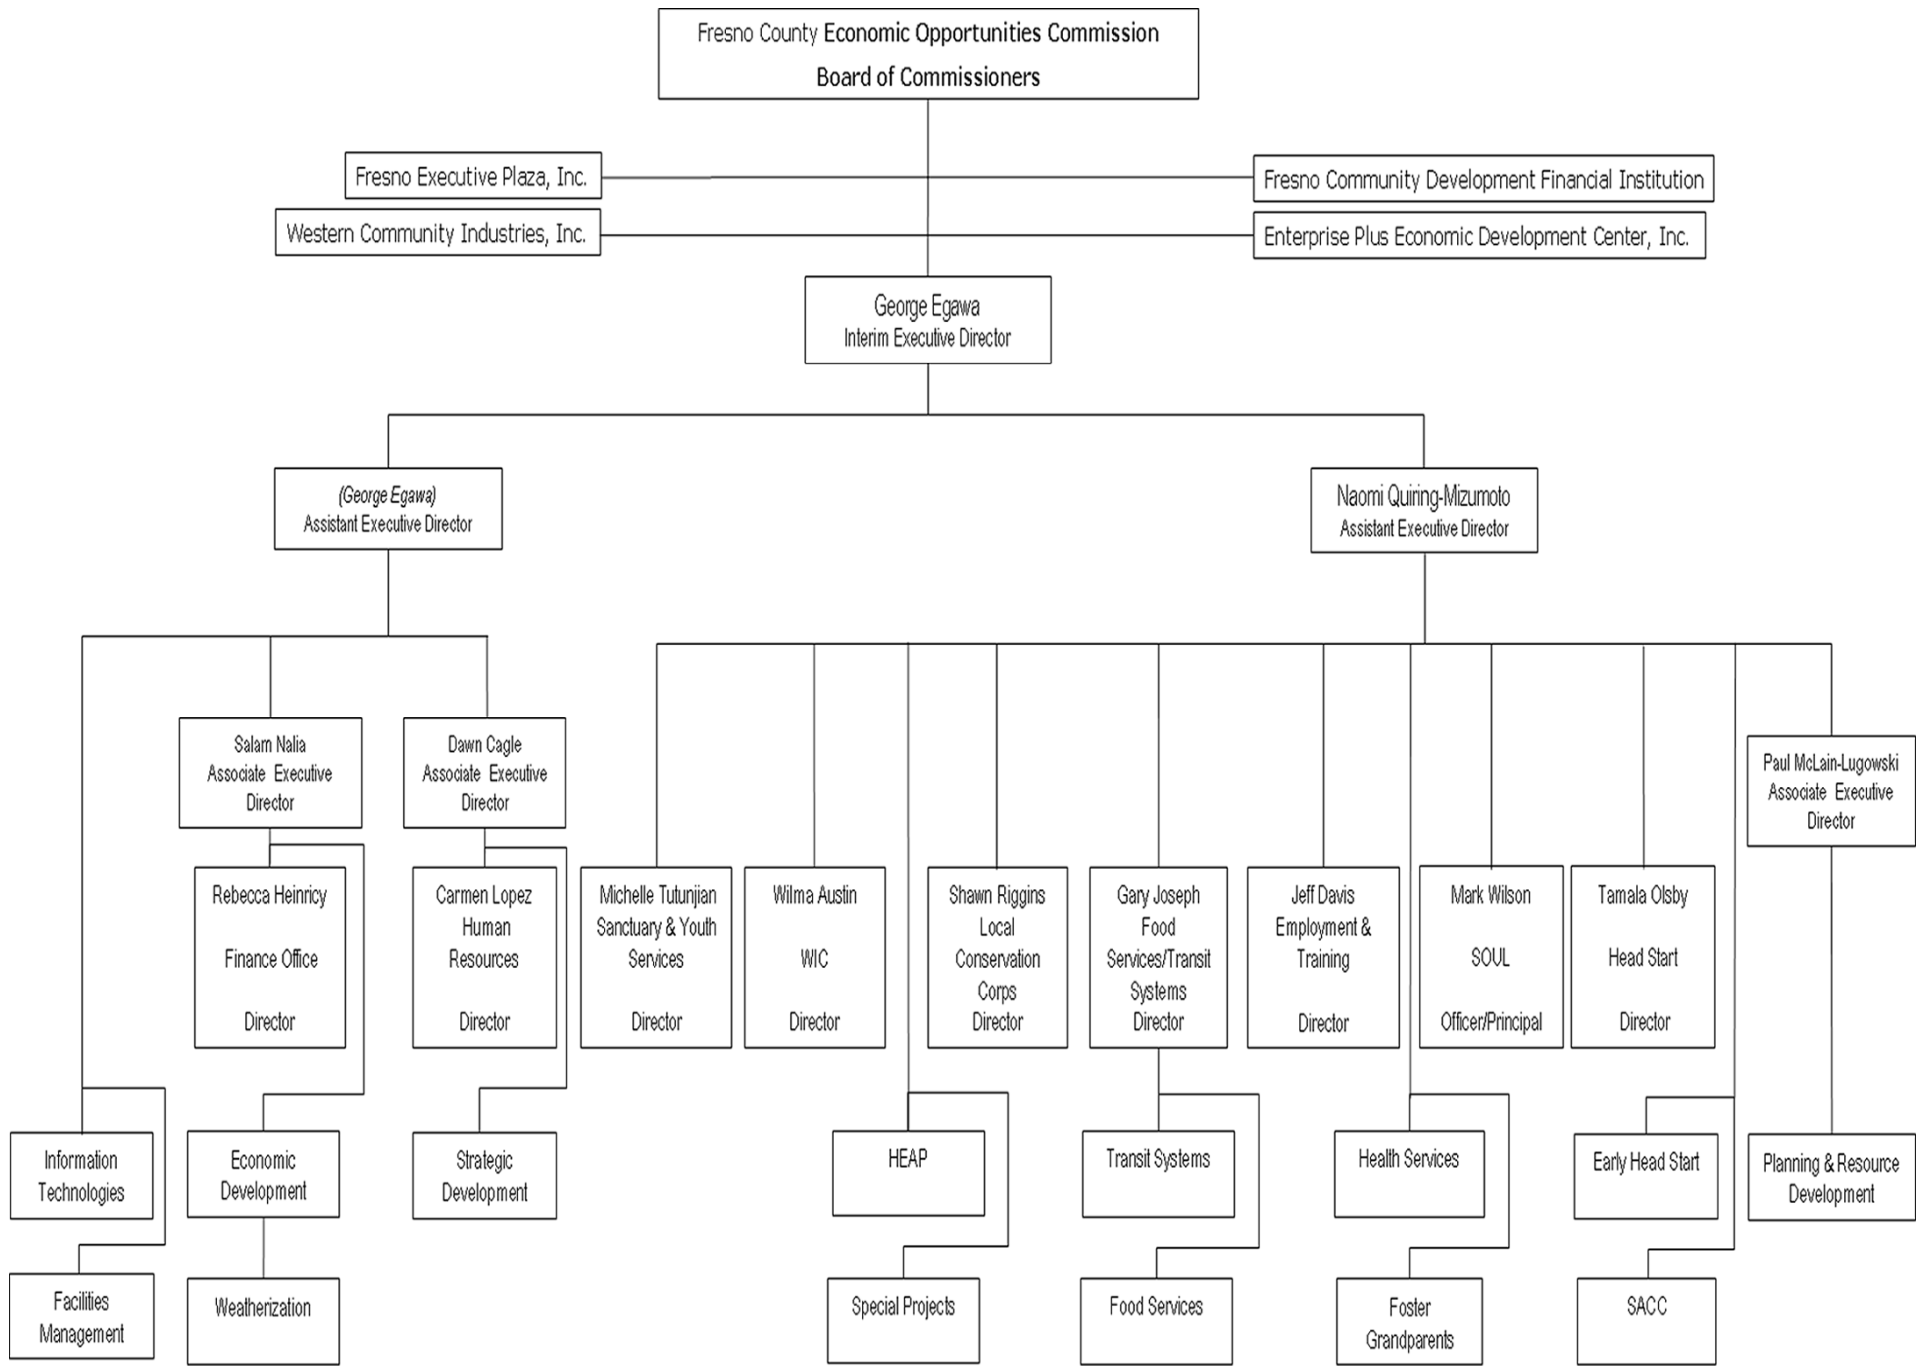 Fresno County Economic Opportunities Commission
Board of Commissioners
Fresno Executive Plaza, Inc.
Fresno Community Development Financial Institution
Western Community Industries, Inc.
Enterprise Plus Economic Development Center, Inc.
George Egawa
Interim Executive Director
(George Egawa)
Assistant Executive Director
Naomi Quiring-Mizumoto
Assistant Executive Director
Salam Nalia
Associate Executive
Director
Dawn Cagle
Associate Executive
Director
Paul McLain-Lugowski
Associate Executive
Director
Rebecca Heinricy
Finance Office
Director
Carmen Lopez
Human
Resources
Director
Michelle Tutunjian
Sanctuary & Youth
Services
Director
Wilma Austin
WIC
Director
Shawn Riggins
Local
Conservation
Corps
Director
Gary Joseph
Food
Services/Transit
Systems
Director
Jeff Davis
Employment &
Training
Director
Mark Wilson
SOUL
Officer/Principal
Tamala Olsby
Head Start
Director
Information
Technologies
Economic
Development
Strategic
Development
HEAP
Transit Systems
Health Services
Early Head Start
Planning & Resource
Development
Facilities
Management
Weatherization
Special Projects
Food Services
Foster
Grandparents
SACC